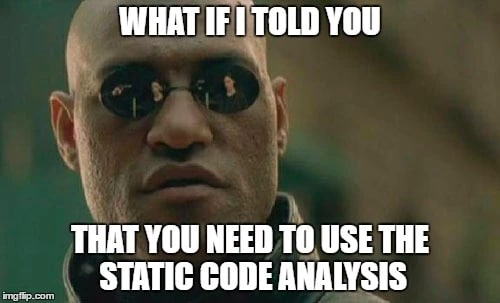 WHAT IF I TOLD YOU
THAT YOU NEED TO USE THE
STATIC CODE ANALYSIS
imgflip.com